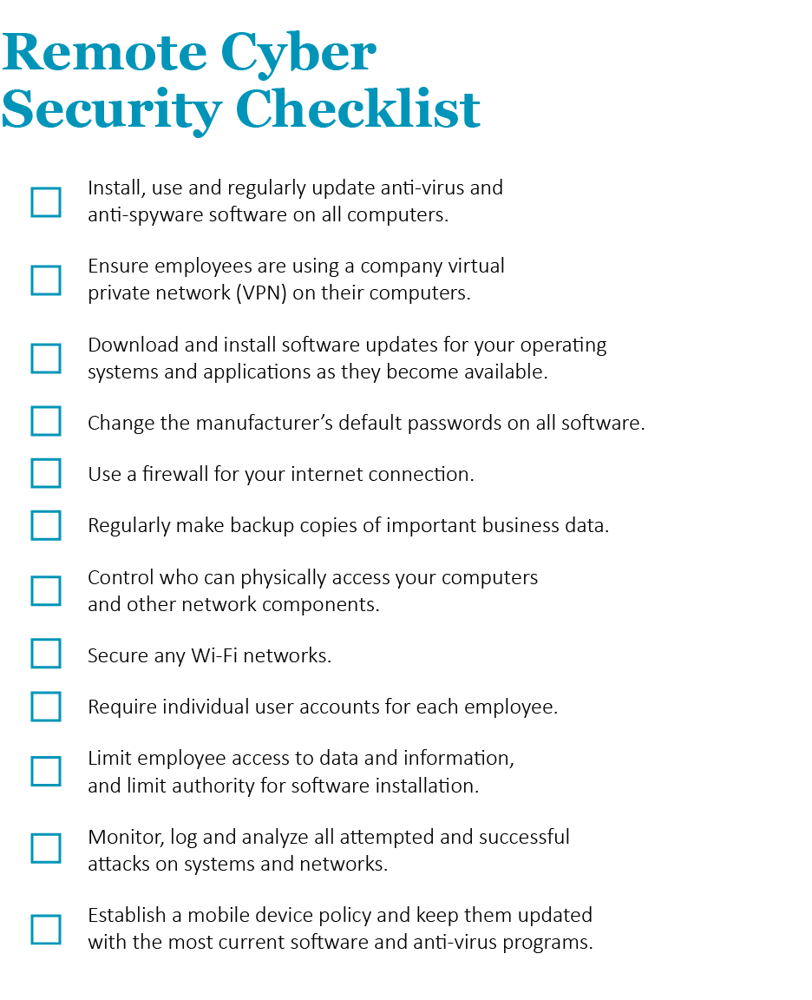 Remote Cyber
Security Checklist
Install, use and regularly update anti-virus and
anti-spyware software on all computers.
Ensure employees are using a company virtual
private network (VPN) on their computers.
Download and install software updates for your operating
systems and applications as they become available.
Change the manufacturer’s default passwords on all software.
Use a firewall for your internet connection.
Regularly make backup copies of important business data.
Control who can physically access your computers
and other network components.
Secure any Wi-Fi networks.
Require individual user accounts for each employee.
Limit employee access to data and information,
and limit authority for software installation.
Monitor, log and analyze all attempted and successful
attacks on systems and networks.
Establish a mobile device policy and keep them updated
with the most current software and anti-virus programs.